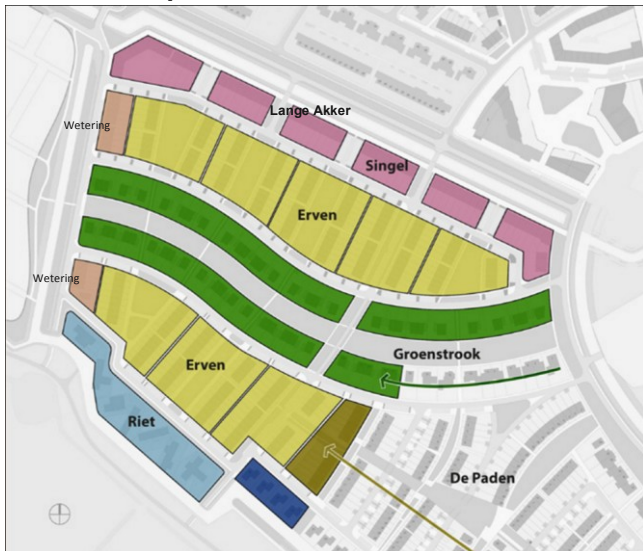 Lange Akker
Wetering
Singel
Erven
Wetering
Groenstrook
Erven
Riet
De Paden